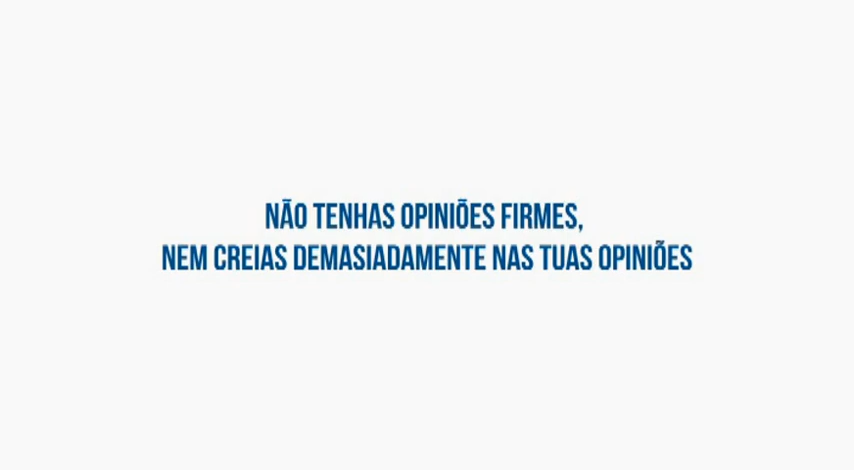 NÃO TENHAS OPINIÕES FIRMES,
NEM CREIAS DEMASIADAMENTE NAS TUAS OPINIÕES